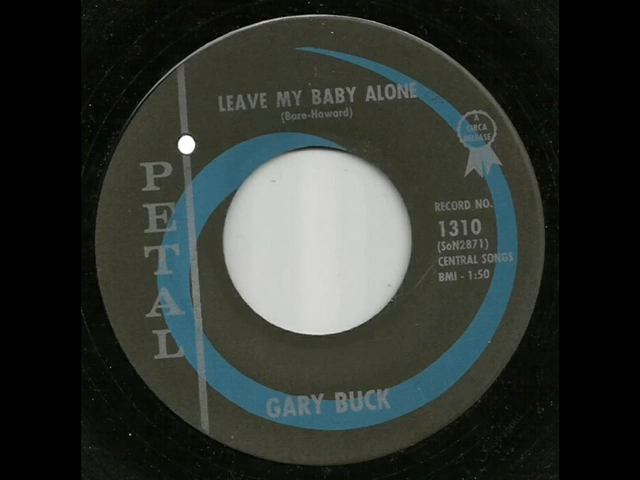 LEAVE MY BABY ALONE
(Bare-Howard)
A
CIRCA
RELEASE
PETAL
RECORD NO.
1310
(SoN2871)
CENTRAL SONGS
BMI - 1:50
GARY BUCK